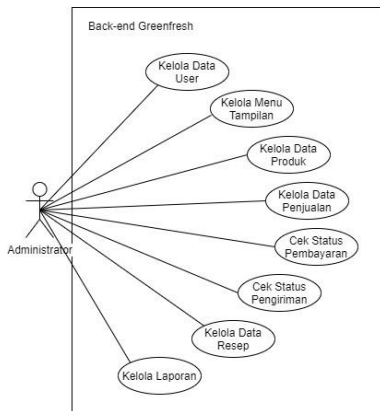 Back-end Greenfresh
Kelola Data
User
Kelola Menu
Tampilan
Kelola Data
Produk
Kelola Data
Penjualan
Administrator
Cek Status
Pembayaran
Cek Status
Pengiriman
Kelola Data
Resep
Kelola Laporan